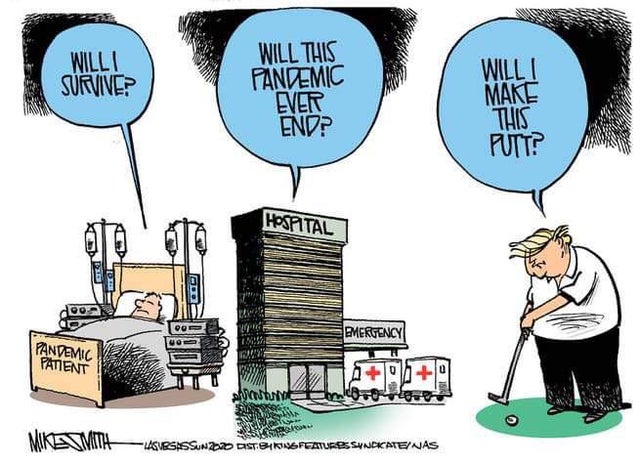 WILL I
SURVIVE?
WILL THIS
PANDEMIC
EVER
END?
WILL I
MAKE
THIS
PUTT?
HOSPITAL
EMERGENCY
PANDEMIC
PATIENT
MIKE SMITH
LAS VEGAS SUN 2020 DIST. BY KING FEATURES SYNDICATE/NAS